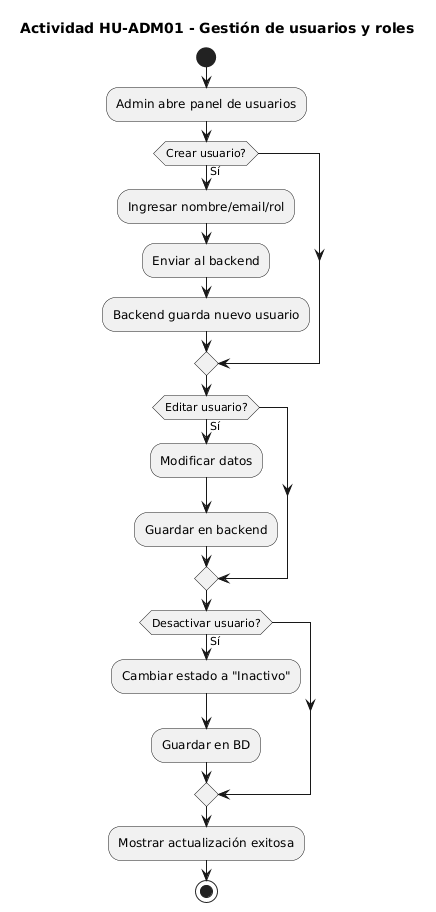 Actividad HU-ADM01 - Gestión de usuarios y roles
Admin abre panel de usuarios
Crear usuario?
Sí
Ingresar nombre/email/rol
Enviar al backend
Backend guarda nuevo usuario
Editar usuario?
Sí
Modificar datos
Guardar en backend
Desactivar usuario?
Sí
Cambiar estado a "Inactivo"
Guardar en BD
Mostrar actualización exitosa